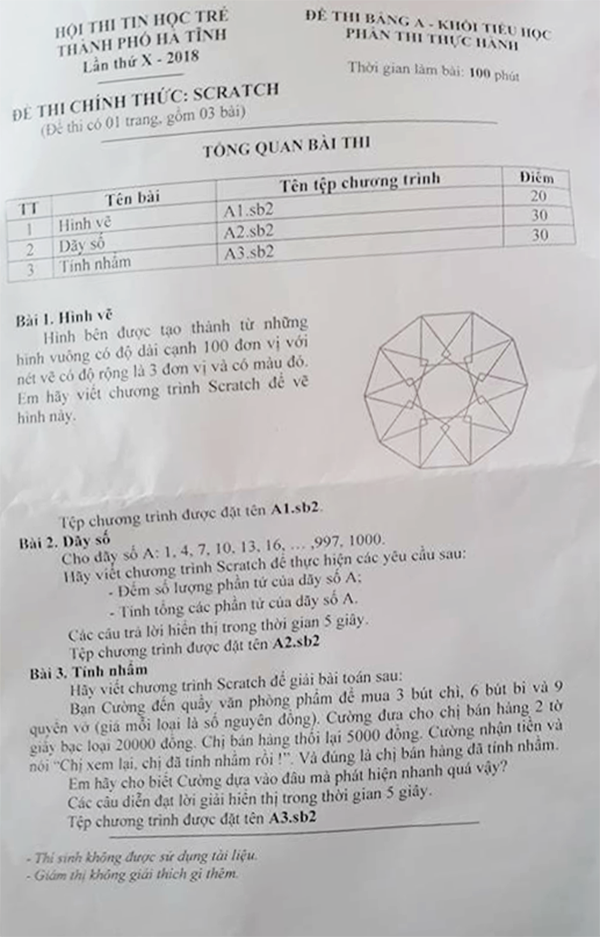 HỘI THI TIN HỌC TRẺ
THÀNH PHỐ HÀ TĨNH
Lần thứ X - 2018
ĐỀ THI BẢNG A - KHỐI TIỂU HỌC
PHẦN THI THỰC HÀNH
Thời gian làm bài: 100 phút
ĐỀ THI CHÍNH THỨC: SCRATCH
(Đề thi có 01 trang, gồm 03 bài)
TỔNG QUAN BÀI THI
TT Tên bài Tên tệp chương trình Điểm
1 Hình vẽ A1.sb2 20
2 Dãy số A2.sb2 30
3 Tính nhẩm A3.sb2 30
Bài 1. Hình vẽ
Hình bên được tạo thành từ những
hình vuông có độ dài cạnh 100 đơn vị với
nét vẽ có độ rộng là 3 đơn vị và có màu đỏ.
Em hãy viết chương trình Scratch để vẽ
hình này.
Tệp chương trình được đặt tên A1.sb2.
Bài 2. Dãy số
Cho dãy số A: 1, 4, 7, 10, 13, 16, ... ,997, 1000.
Hãy viết chương trình Scratch để thực hiện các yêu cầu sau:
- Đếm số lượng phần tử của dãy số A;
- Tính tổng các phần tử của dãy số A.
Các câu trả lời hiển thị trong thời gian 5 giây.
Tệp chương trình được đặt tên A2.sb2
Bài 3. Tính nhẩm
Hãy viết chương trình Scratch để giải bài toán sau:
Bạn Cường đến quầy văn phòng phẩm để mua 3 bút chì, 6 bút bi và 9
quyển vở (giá mỗi loại là số nguyên đồng). Cường đưa cho chị bán hàng 2 tờ
giấy bạc loại 20000 đồng. Chị bán hàng thối lại 5000 đồng. Cường nhận tiền và
nói "Chị xem lại, chị đã tính nhầm rồi !". Và đúng là chị bán hàng đã tính nhầm.
Em hãy cho biết Cường dựa vào đâu mà phát hiện nhanh quá vậy?
Các câu diễn đạt lời giải hiển thị trong thời gian 5 giây.
Tệp chương trình được đặt tên A3.sb2
- Thí sinh không được sử dụng tài liệu.
- Giám thị không giải thích gì thêm.